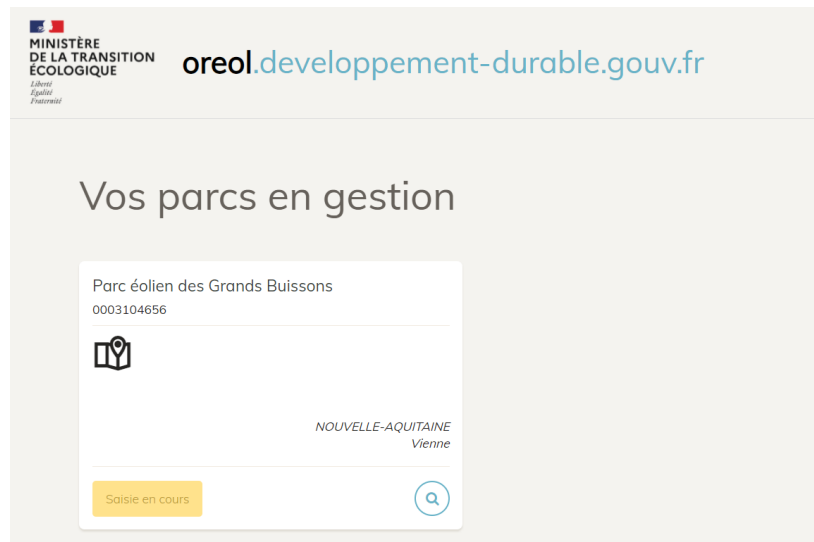 MINISTÈRE
DE LA TRANSITION
ÉCOLOGIQUE
Liberté
Égalité
Fraternité
oreol.developpement-durable.gouv.fr
Vos parcs en gestion
Parc éolien des Grands Buissons
0003104656
NOUVELLE-AQUITAINE
Vienne
Saisie en cours